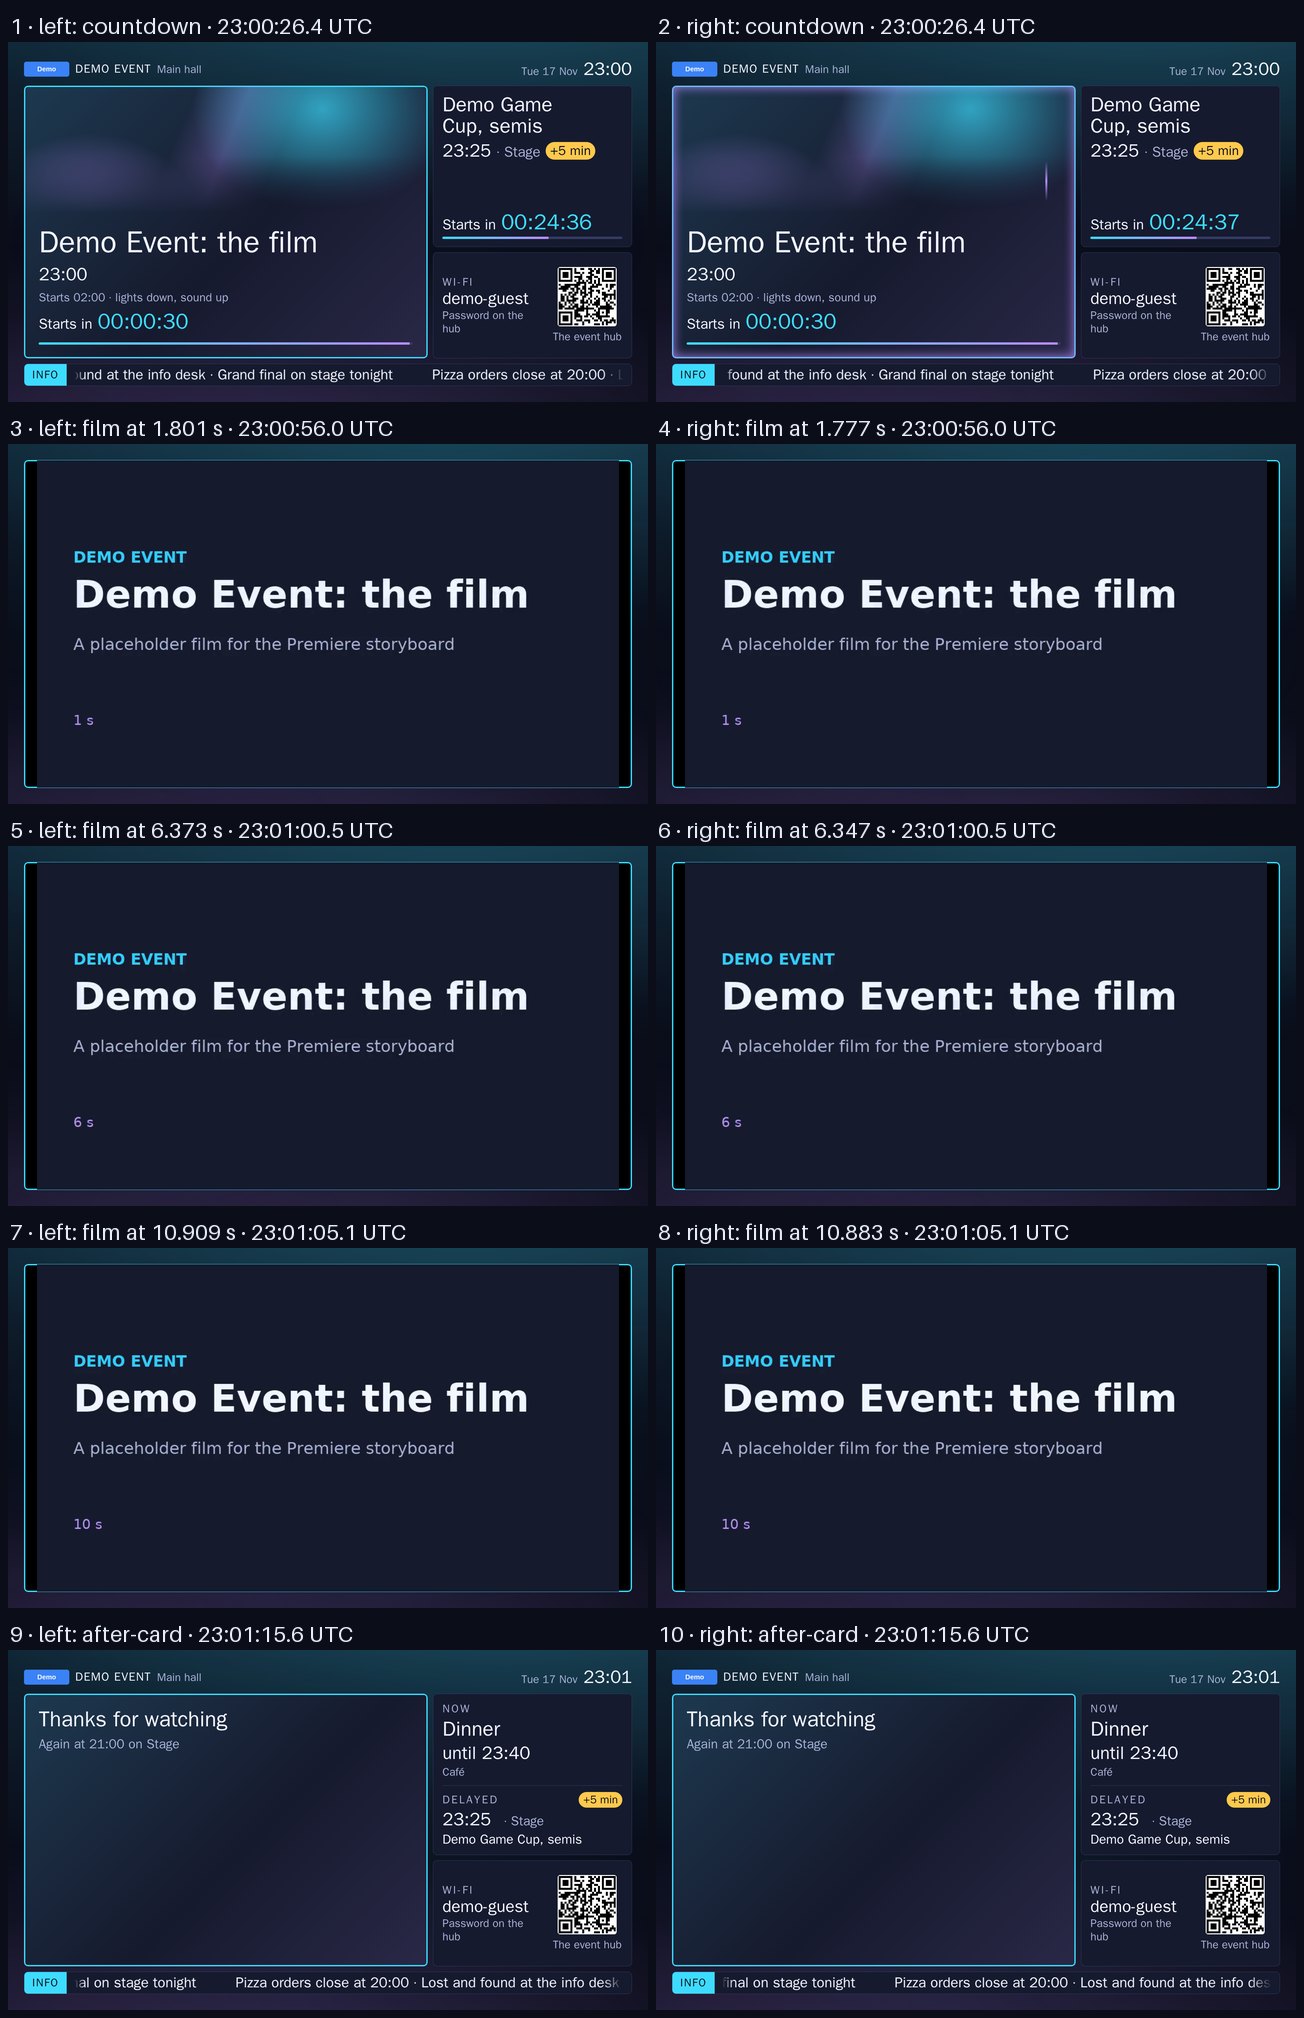 1 · left: countdown · 23:00:26.4 UTC
Demo
DEMO EVENT Main hall
Tue 17 Nov 23:00
Demo Event: the film
23:00
Starts 02:00 · lights down, sound up
Starts in 00:00:30
Demo Game
Cup, semis
23:25 · Stage +5 min
Starts in 00:24:36
WI-FI
demo-guest
Password on the
hub
The event hub
INFO
ound at the info desk · Grand final on stage tonight Pizza orders close at 20:00 ·
2 · right: countdown · 23:00:26.4 UTC
Demo
DEMO EVENT Main hall
Tue 17 Nov 23:00
Demo Event: the film
23:00
Starts 02:00 · lights down, sound up
Starts in 00:00:30
Demo Game
Cup, semis
23:25 · Stage +5 min
Starts in 00:24:37
WI-FI
demo-guest
Password on the
hub
The event hub
INFO
found at the info desk · Grand final on stage tonight Pizza orders close at 20:00
3 · left: film at 1.801 s · 23:00:56.0 UTC
DEMO EVENT
Demo Event: the film
A placeholder film for the Premiere storyboard
1 s
4 · right: film at 1.777 s · 23:00:56.0 UTC
DEMO EVENT
Demo Event: the film
A placeholder film for the Premiere storyboard
1 s
5 · left: film at 6.373 s · 23:01:00.5 UTC
DEMO EVENT
Demo Event: the film
A placeholder film for the Premiere storyboard
6 s
6 · right: film at 6.347 s · 23:01:00.5 UTC
DEMO EVENT
Demo Event: the film
A placeholder film for the Premiere storyboard
6 s
7 · left: film at 10.909 s · 23:01:05.1 UTC
DEMO EVENT
Demo Event: the film
A placeholder film for the Premiere storyboard
10 s
8 · right: film at 10.883 s · 23:01:05.1 UTC
DEMO EVENT
Demo Event: the film
A placeholder film for the Premiere storyboard
10 s
9 · left: after-card · 23:01:15.6 UTC
Demo
DEMO EVENT Main hall
Tue 17 Nov 23:01
Thanks for watching
Again at 21:00 on Stage
NOW
Dinner
until 23:40
Café
DELAYED +5 min
23:25 · Stage
Demo Game Cup, semis
WI-FI
demo-guest
Password on the
hub
The event hub
INFO
al on stage tonight Pizza orders close at 20:00 · Lost and found at the info desk
10 · right: after-card · 23:01:15.6 UTC
Demo
DEMO EVENT Main hall
Tue 17 Nov 23:01
Thanks for watching
Again at 21:00 on Stage
NOW
Dinner
until 23:40
Café
DELAYED +5 min
23:25 · Stage
Demo Game Cup, semis
WI-FI
demo-guest
Password on the
hub
The event hub
INFO
final on stage tonight Pizza orders close at 20:00 · Lost and found at the info des